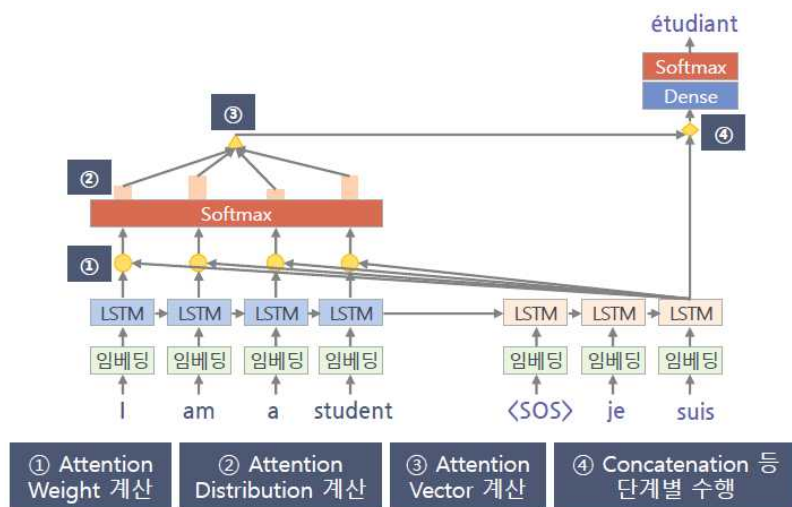 étudiant
Softmax
Dense
③
④
②
Softmax
①
LSTM LSTM LSTM LSTM LSTM LSTM LSTM
임베딩 임베딩 임베딩 임베딩 임베딩 임베딩 임베딩
I am a student 〈SOS〉 je suis
① Attention
Weight 계산
② Attention
Distribution 계산
③ Attention
Vector 계산
④ Concatenation 등
단계별 수행